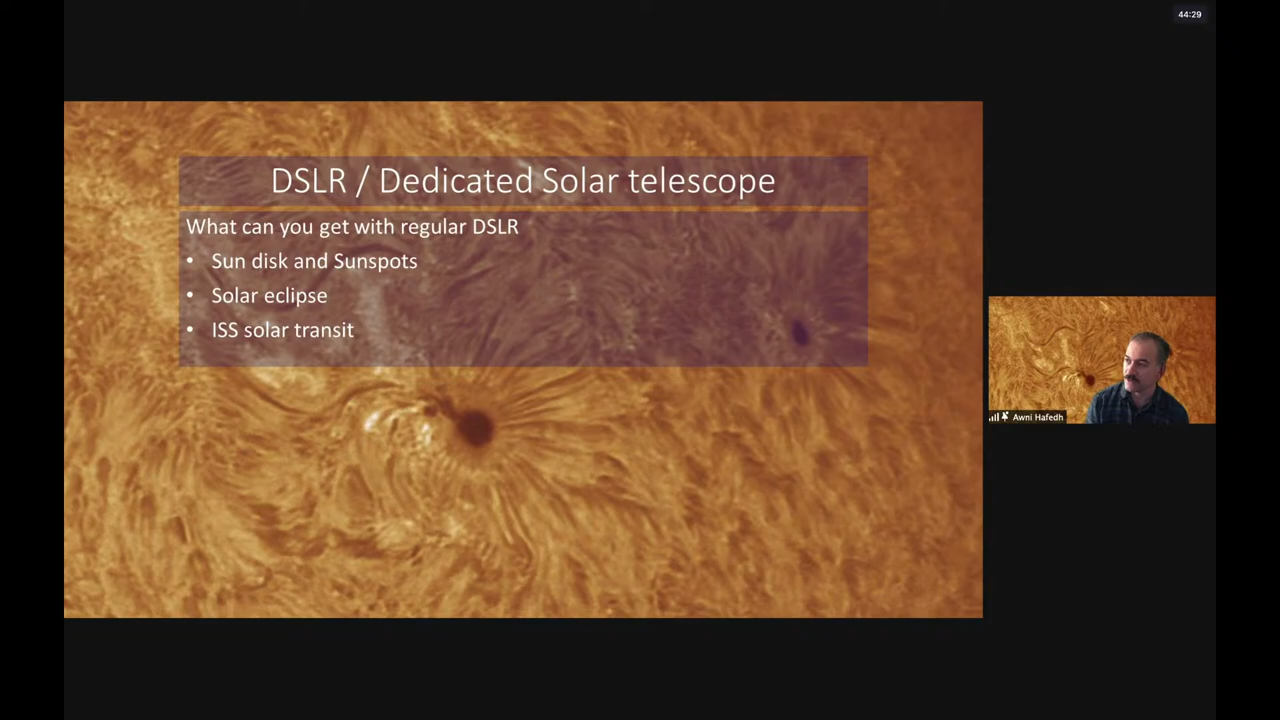 44:29
DSLR / Dedicated Solar telescope
What can you get with regular DSLR
• Sun disk and Sunspots
• Solar eclipse
• ISS solar transit
Awni Hafedh